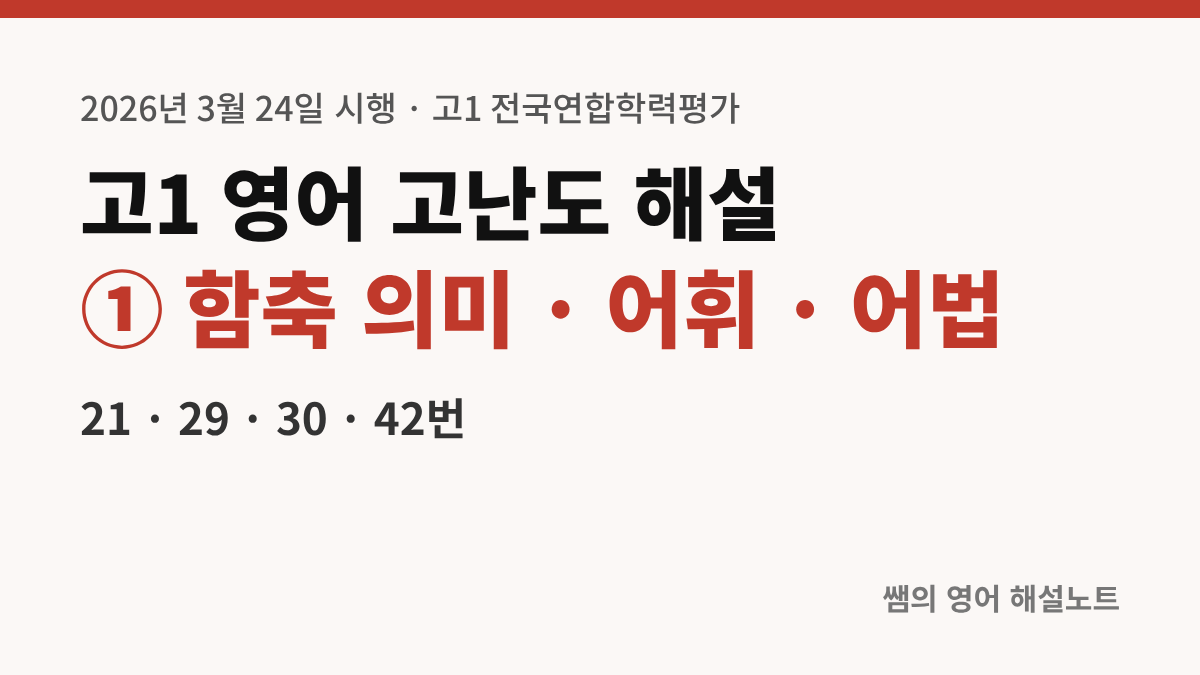 2026년 3월 24일 시행 · 고1 전국연합학력평가
고1 영어 고난도 해설
① 함축 의미 · 어휘 · 어법
21 · 29 · 30 · 42번
쌤의 영어 해설노트